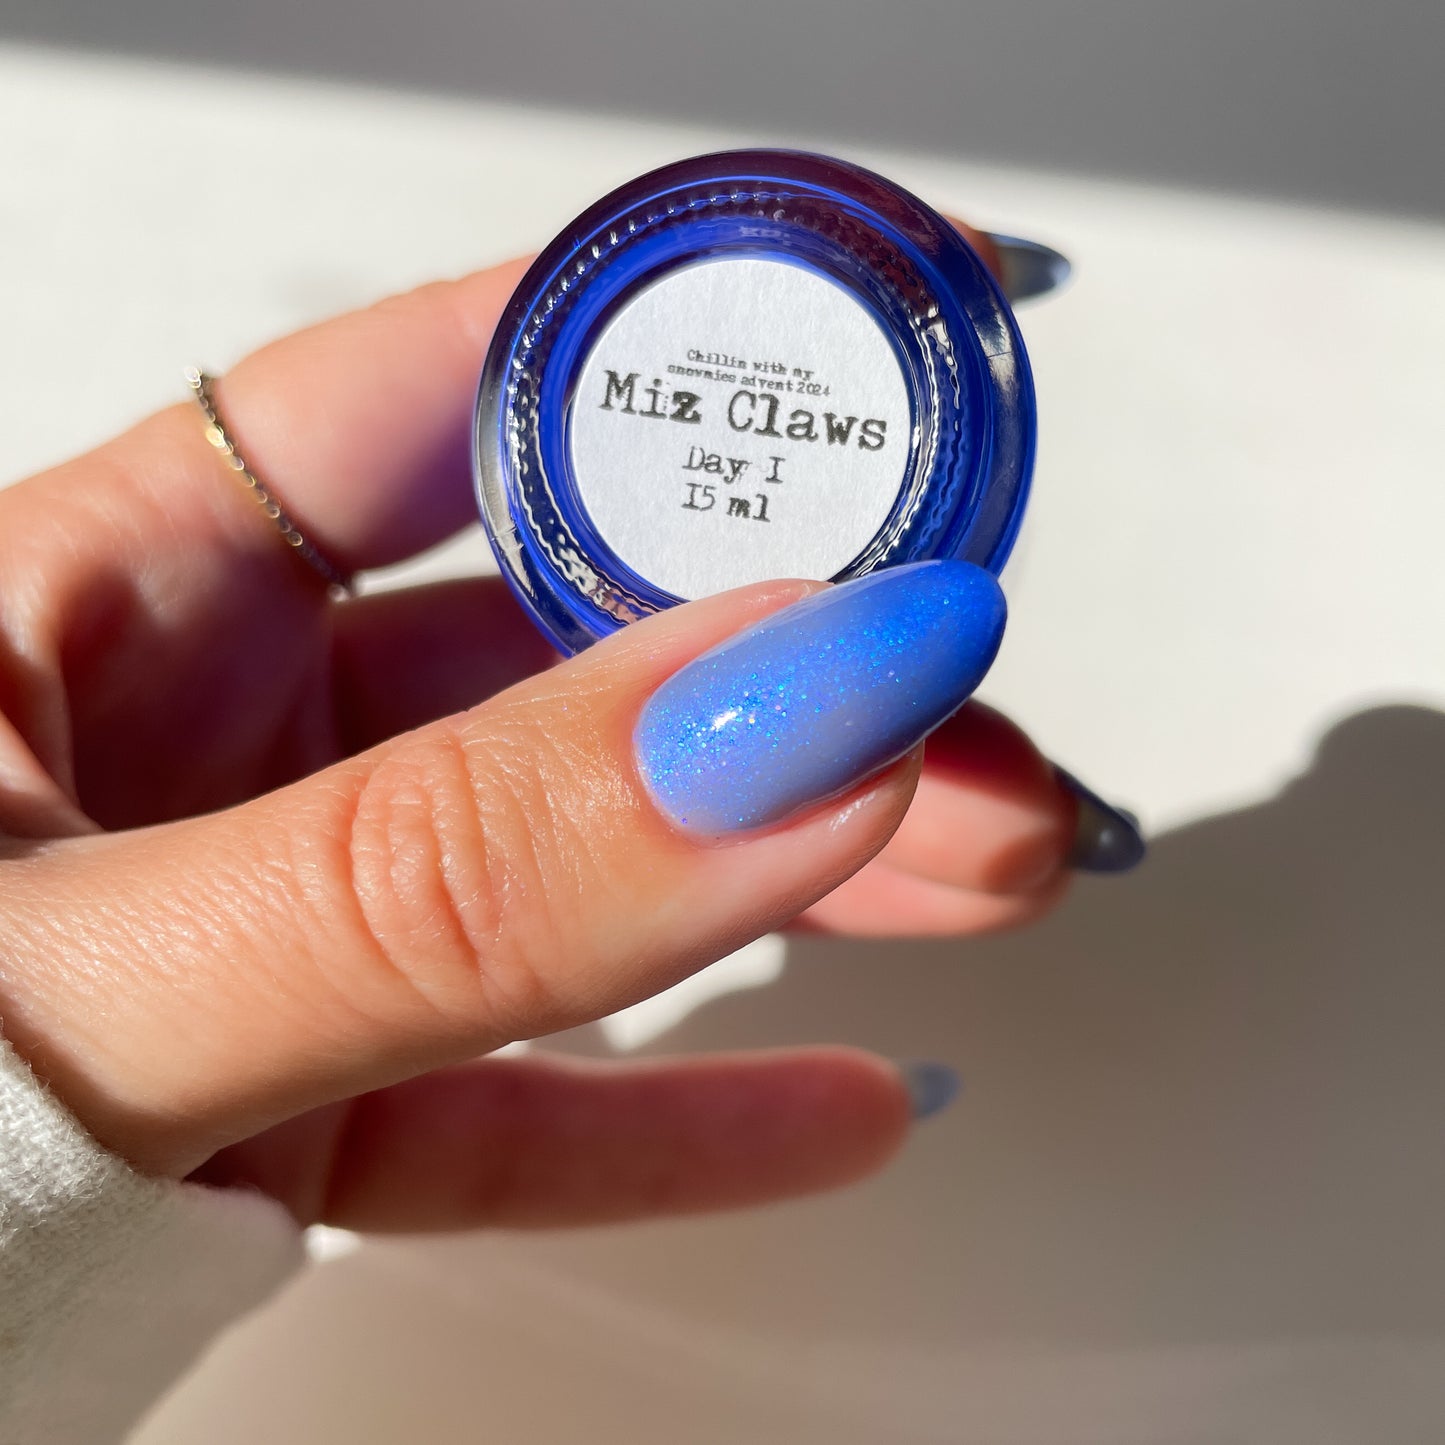 Chillin with my
snowmies advent 2024
Miz Claws
Day 1
15 ml